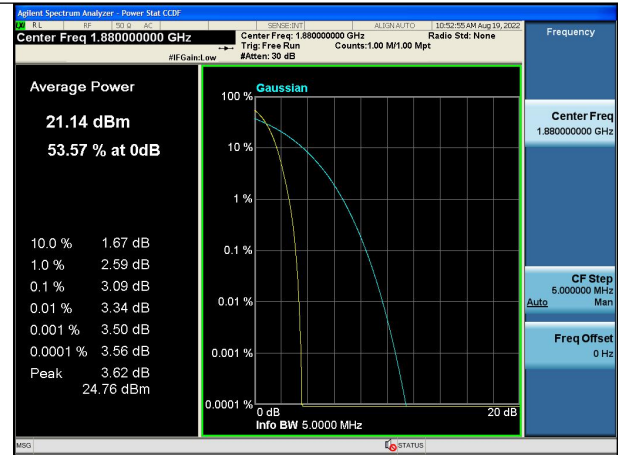 Agilent Spectrum Analyzer - Power Stat CCDF
RL RF 50 Ω AC SENSE:INT ALIGN AUTO 10:52:55 AM Aug 19, 2022
Center Freq 1.880000000 GHz
Center Freq: 1.880000000 GHz Radio Std: None
Trig: Free Run Counts:1.00 M/1.00 Mpt
#IFGain:Low #Atten: 30 dB
Frequency
Average Power
21.14 dBm
53.57 % at 0dB
10.0 % 1.67 dB
1.0 % 2.59 dB
0.1 % 3.09 dB
0.01 % 3.34 dB
0.001 % 3.50 dB
0.0001 % 3.56 dB
Peak 3.62 dB
24.76 dBm
Gaussian
100 %
10 %
1 %
0.1 %
0.01 %
0.001 %
0.0001 %
0 dB 20 dB
Info BW 5.0000 MHz
Center Freq
1.880000000 GHz
CF Step
5.000000 MHz
Auto Man
Freq Offset
0 Hz
MSG STATUS